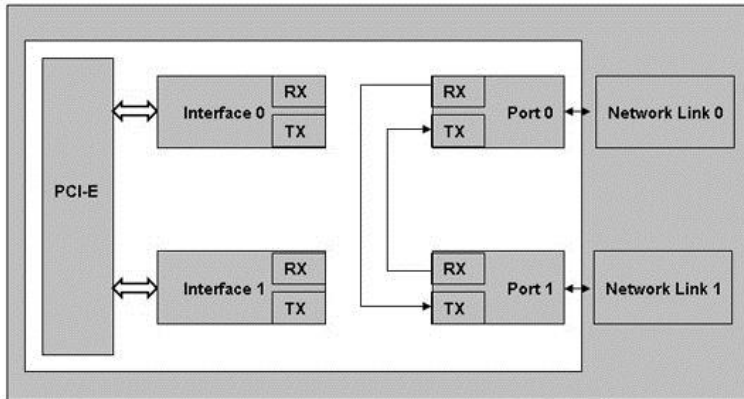 RX
Interface 0
TX
RX
Port 0
TX
Network Link 0
PCI-E
RX
Interface 1
TX
RX
Port 1
TX
Network Link 1